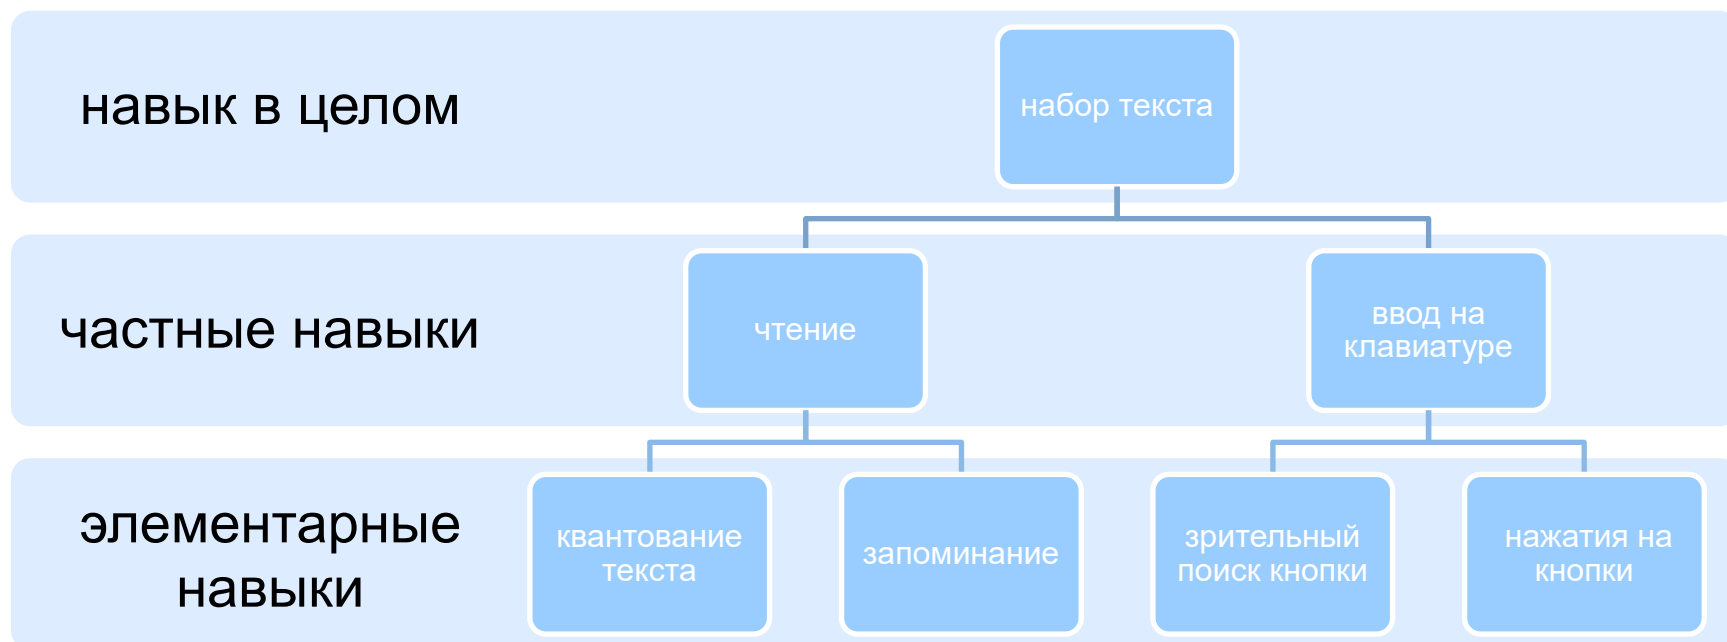 навык в целом
набор текста
частные навыки
чтение
ввод на
клавиатуре
элементарные
навыки
квантование
текста
запоминание
зрительный
поиск кнопки
нажатия на
кнопки